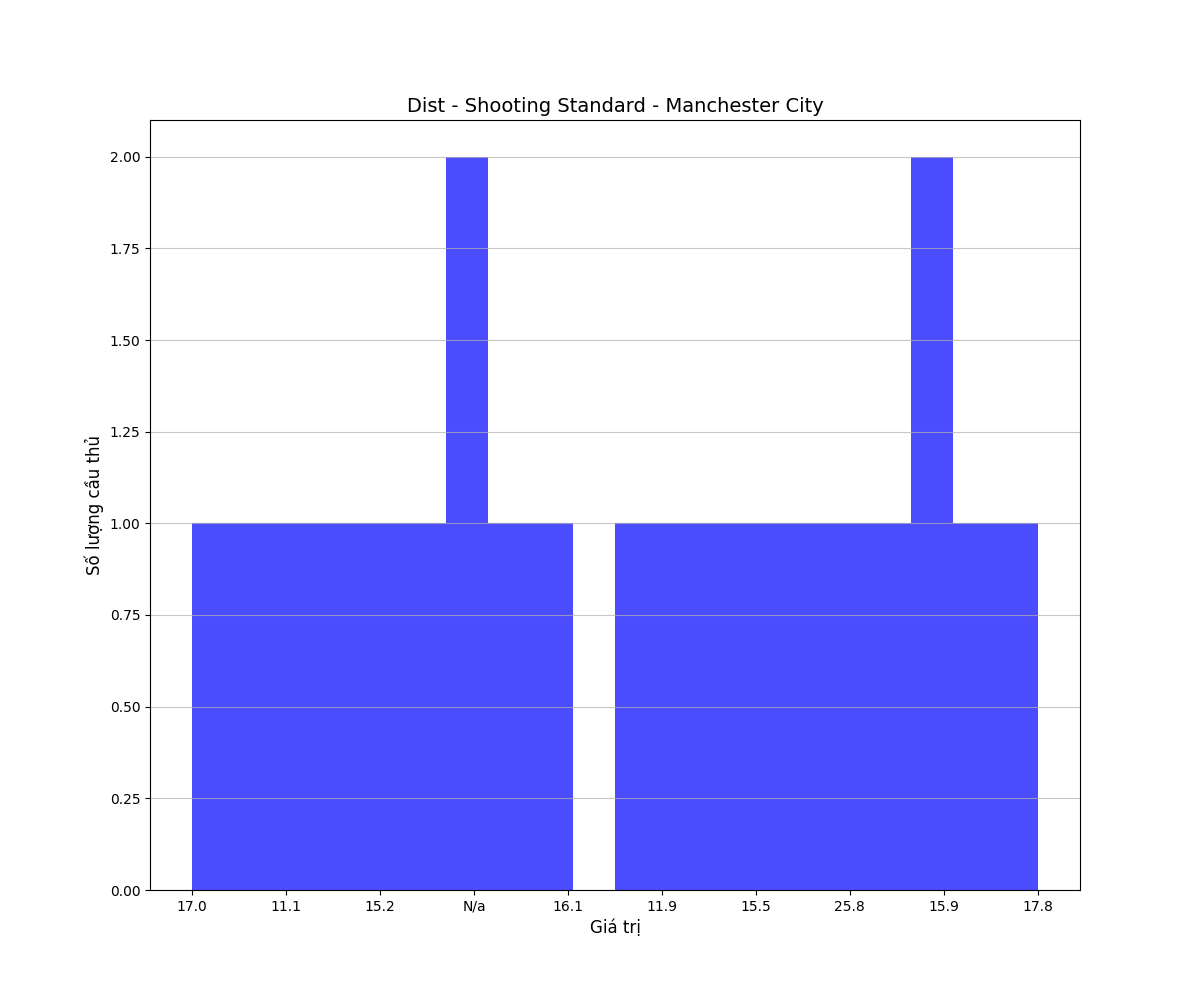 Dist - Shooting Standard - Manchester City
2.00
1.75
1.50
1.25
1.00
0.75
0.50
0.25
0.00
Số lượng cầu thủ
17.0 11.1 15.2 N/a 16.1 11.9 15.5 25.8 15.9 17.8
Giá trị